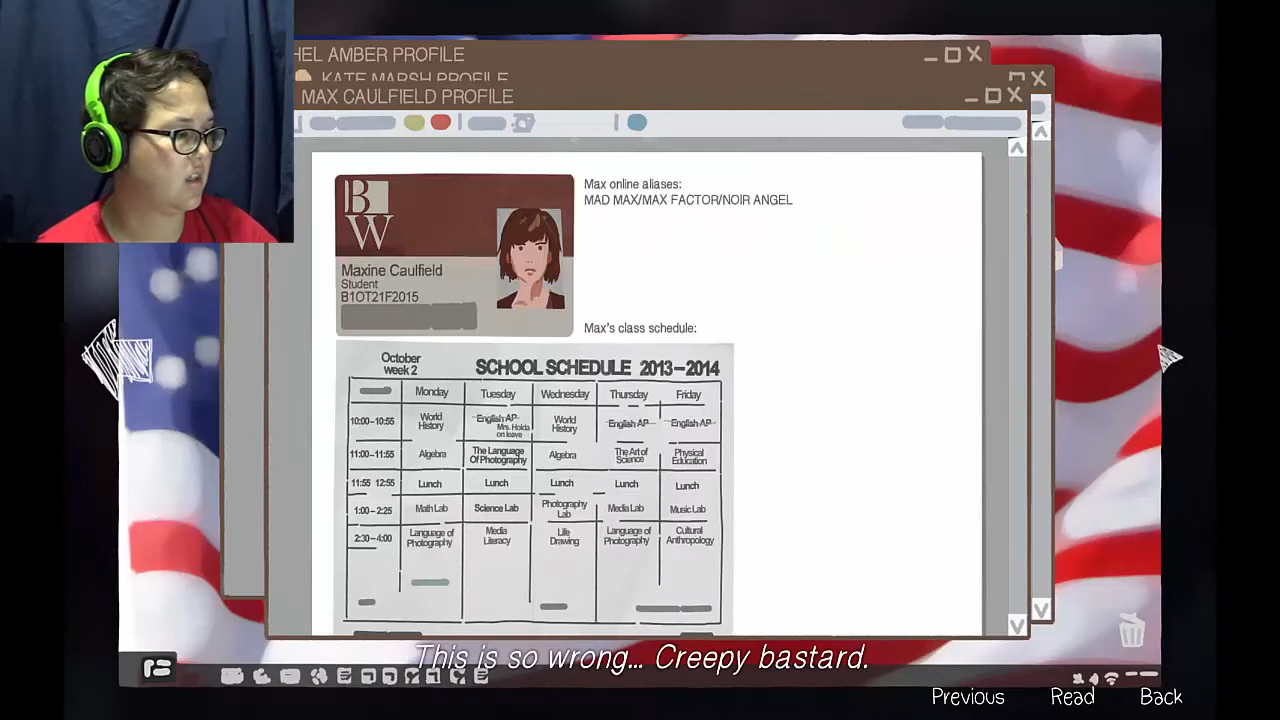 HEL AMBER PROFILE
KATE MARSH PROFILE
MAX CAULFIELD PROFILE
BW
Maxine Caulfield
Student
B1OT21F2015
Max online aliases:
MAD MAX/MAX FACTOR/NOIR ANGEL
Max's class schedule:
October
week 2
SCHOOL SCHEDULE 2013-2014
Monday Tuesday Wednesday Thursday Friday
10:00-10:55 World History English AP Mrs. Hoida on leave World History English AP English AP
11:00-11:55 Algebra The Language Of Photography Algebra The Art of Science Physical Education
11:55 12:55 Lunch Lunch Lunch Lunch Lunch
1:00-2:25 Math Lab Science Lab Photography Lab Media Lab Music Lab
2:30-4:00 Language of Photography Media Literacy Life Drawing Language of Photography Cultural Anthropology
This is so wrong... Creepy bastard.
Previous Read Back